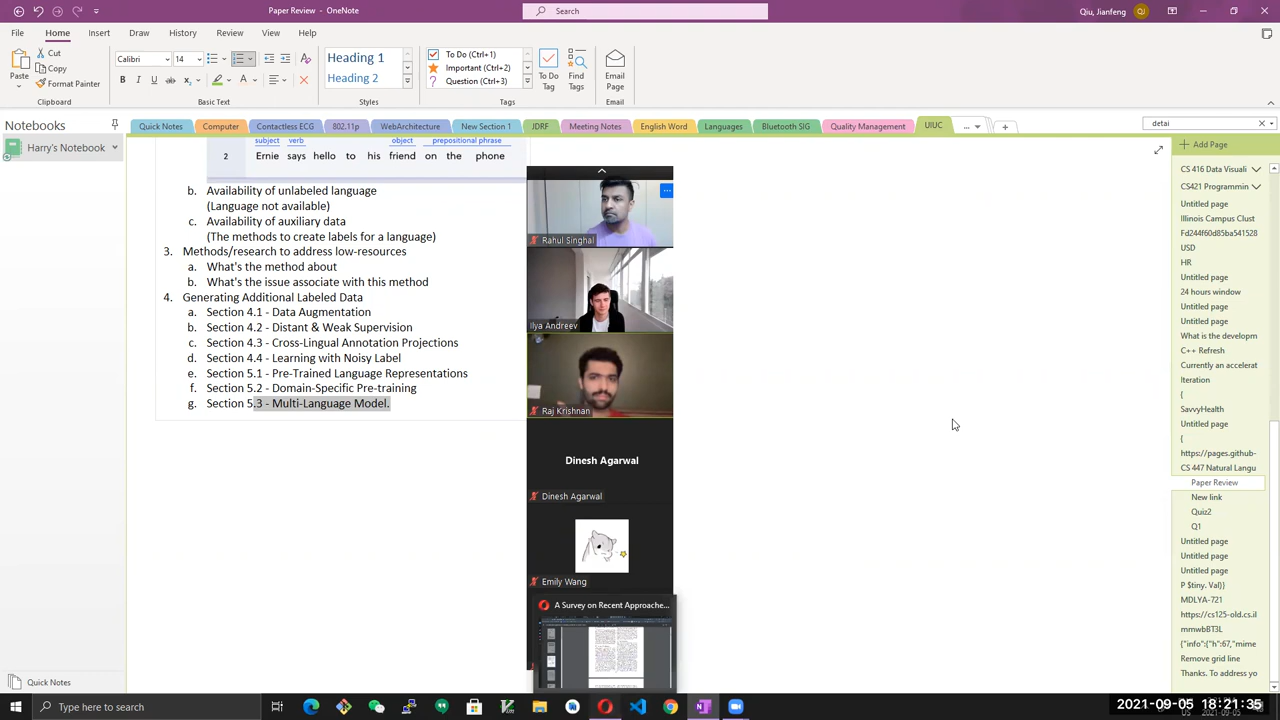 Paper Review - OneNote
Search
Qiu, Jianfeng
QJ
File
Home
Insert
Draw
History
Review
View
Help
Paste
Cut
Copy
Format Painter
Clipboard
Calibri
14
Basic Text
Heading 1
Heading 2
Styles
To Do (Ctrl+1)
Important (Ctrl+2)
Question (Ctrl+3)
To Do
Tag
Find
Tags
Tags
Email
Page
Email
Notebooks
Harry's Notebook
Quick Notes
Computer
Contactless ECG
802.11p
WebArchitecture
New Section 1
JDRF
Meeting Notes
English Word
Languages
Bluetooth SIG
Quality Management
UIUC
...
detai
subject verb object prepositional phrase
2 Ernie says hello to his friend on the phone
b. Availability of unlabeled language
(Language not available)
c. Availability of auxiliary data
(The methods to create labels for a language)
3. Methods/research to address low-resources
a. What's the method about
b. What's the issue associate with this method
4. Generating Additional Labeled Data
a. Section 4.1 - Data Augmentation
b. Section 4.2 - Distant & Weak Supervision
c. Section 4.3 - Cross-Lingual Annotation Projections
d. Section 4.4 - Learning with Noisy Label
e. Section 5.1 - Pre-Trained Language Representations
f. Section 5.2 - Domain-Specific Pre-training
g. Section 5.3 - Multi-Language Model.
Rahul Singhal
Ilya Andreev
Raj Krishnan
Dinesh Agarwal
Dinesh Agarwal
Emily Wang
A Survey on Recent Approache...
Add Page
CS 416 Data Visuali
CS421 Programmin
Untitled page
Illinois Campus Clust
Fd244f60d85ba541528
USD
HR
Untitled page
24 hours window
Untitled page
Untitled page
What is the developm
C++ Refresh
Currently an accelerat
Iteration
{
SavvyHealth
Untitled page
{
https://pages.github-
CS 447 Natural Langu
Paper Review
New link
Quiz2
Q1
Untitled page
Untitled page
Untitled page
P $tiny. Val)}
MDLYA-721
https://cs125-old.cs.il
mmwbBT3L
{"info":{"h":67,"mime
Remove grid line
Thanks. To address yo
Quick Notes
Type here to search
2021-09-05 18:21:35